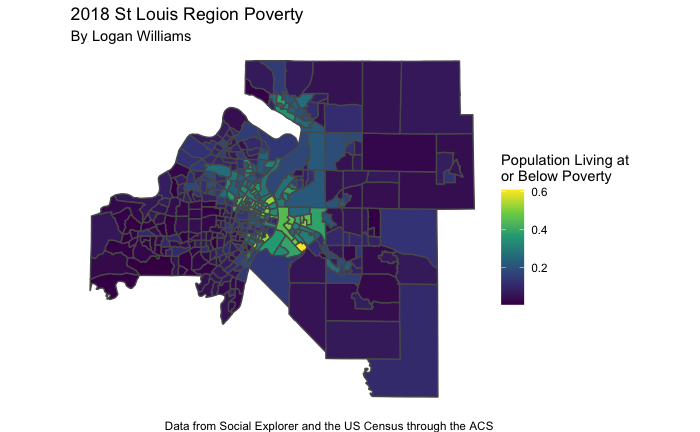 2018 St Louis Region Poverty
By Logan Williams
Population Living at
or Below Poverty
0.6
0.4
0.2
Data from Social Explorer and the US Census through the ACS